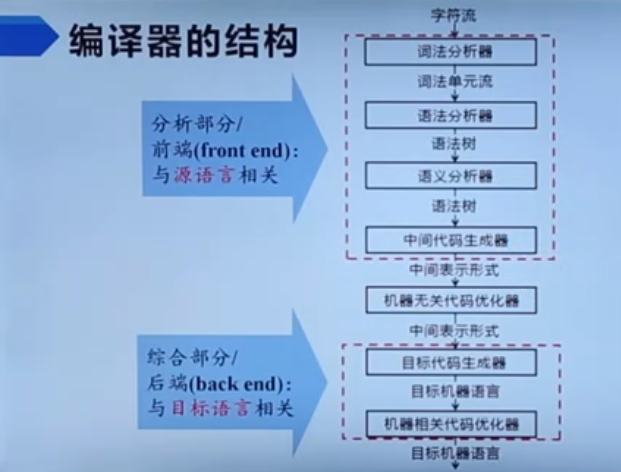 编译器的结构
字符流
词法分析器
词法单元流
语法分析器
语法树
语义分析器
语法树
中间代码生成器
中间表示形式
机器无关代码优化器
中间表示形式
目标代码生成器
目标机器语言
机器相关代码优化器
目标机器语言
分析部分/
前端(front end):
与源语言相关
综合部分/
后端(back end):
与目标语言相关